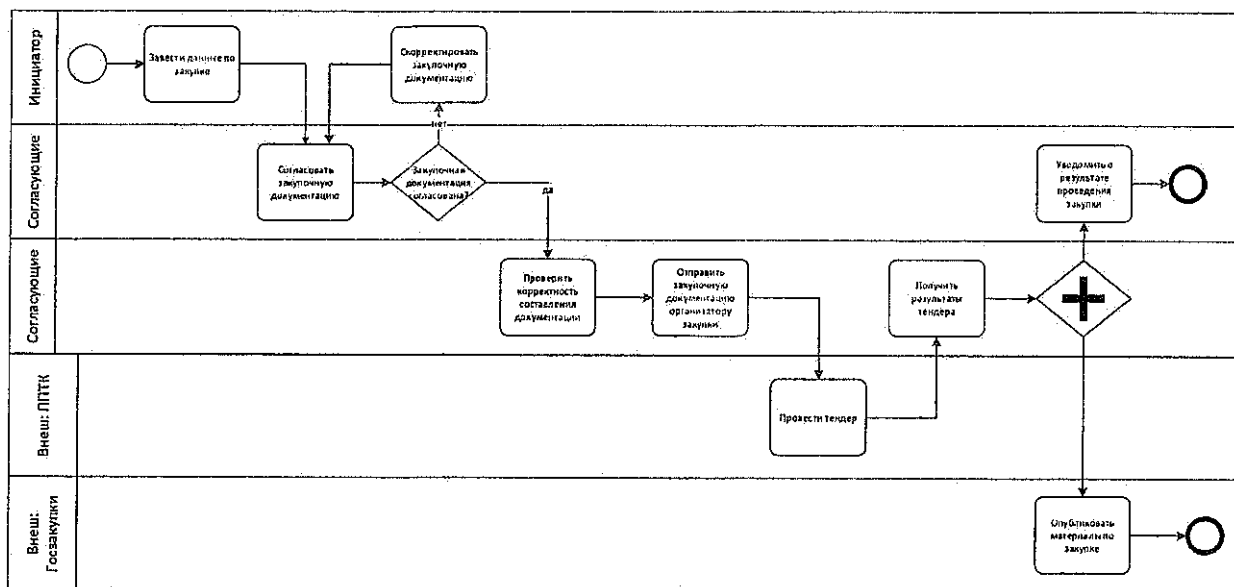 Инициатор
Завести данные по
закупке
Скорректировать
закупочную
документацию
нет
Согласующие
Согласовать
закупочную
документацию
Закупочная
документация
согласована?
да
Уведомить о
результате
проведения
закупки
Согласующие
Проверить
корректность
составления
документации
Отправить
закупочную
документацию
организатору
закупки
Получить
результаты
тендера
Внеш: ЛПТК
Провести тендер
Внеш:
Госзакупки
Опубликовать
материалы по
закупке